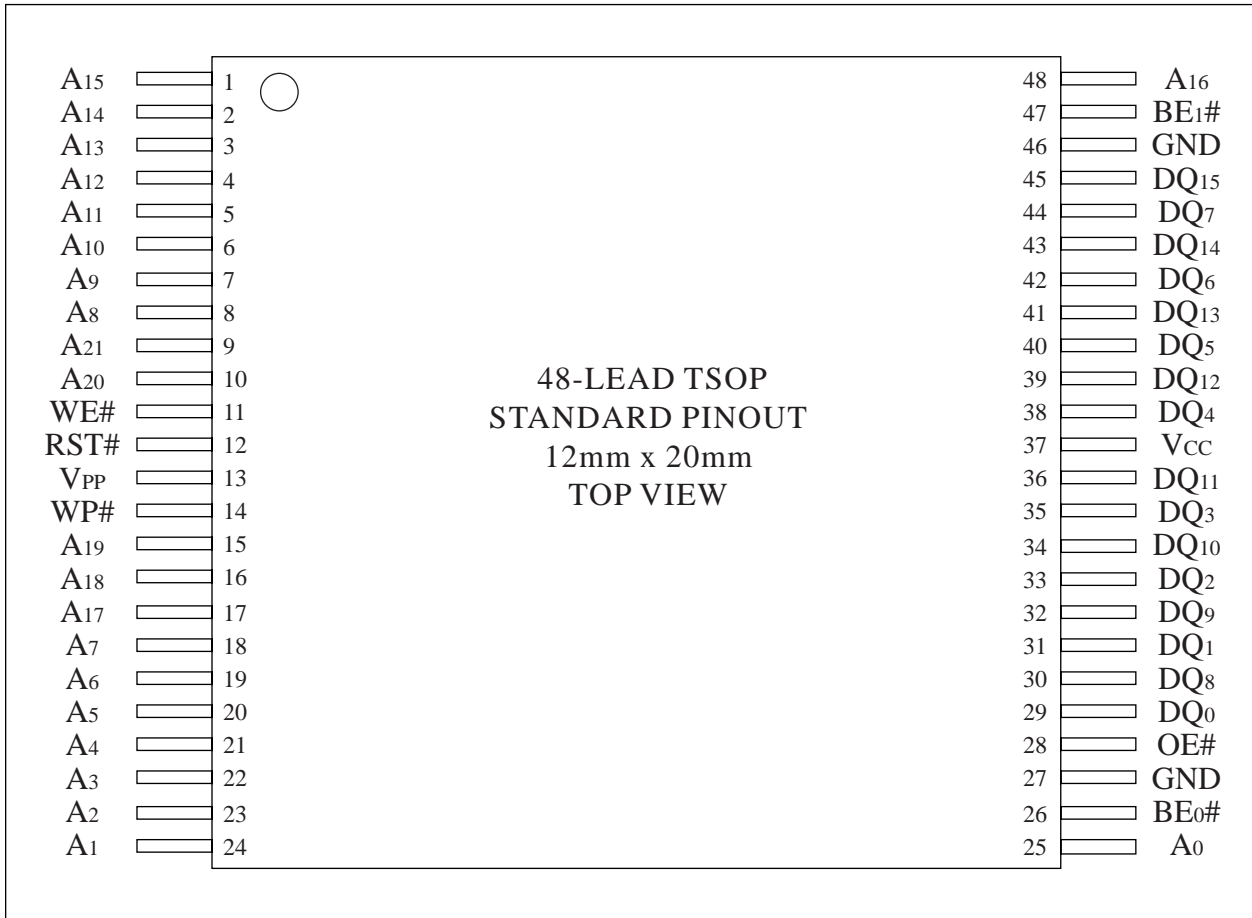 A15 1 48 A16
A14 2 47 BE1#
A13 3 46 GND
A12 4 45 DQ15
A11 5 44 DQ7
A10 6 43 DQ14
A9 7 42 DQ6
A8 8 41 DQ13
A21 9 40 DQ5
A20 10 39 DQ12
WE# 11 38 DQ4
RST# 12 37 VCC
VPP 13 36 DQ11
WP# 14 35 DQ3
A19 15 34 DQ10
A18 16 33 DQ2
A17 17 32 DQ9
A7 18 31 DQ1
A6 19 30 DQ8
A5 20 29 DQ0
A4 21 28 OE#
A3 22 27 GND
A2 23 26 BE0#
A1 24 25 A0
48-LEAD TSOP
STANDARD PINOUT
12mm x 20mm
TOP VIEW